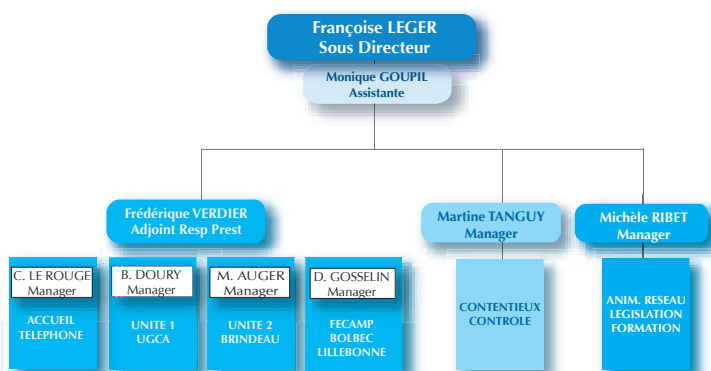 Françoise LEGER
Sous Directeur
Monique GOUPIL
Assistante
Frédérique VERDIER
Adjoint Resp Prest
Martine TANGUY
Manager
Michèle RIBET
Manager
C. LE ROUGE
Manager
ACCUEIL
TELEPHONE
B. DOURY
Manager
UNITE 1
UGCA
M. AUGER
Manager
UNITE 2
BRINDEAU
D. GOSSELIN
Manager
FECAMP
BOLBEC
LILLEBONNE
CONTENTIEUX
CONTROLE
ANIM. RESEAU
LEGISLATION
FORMATION